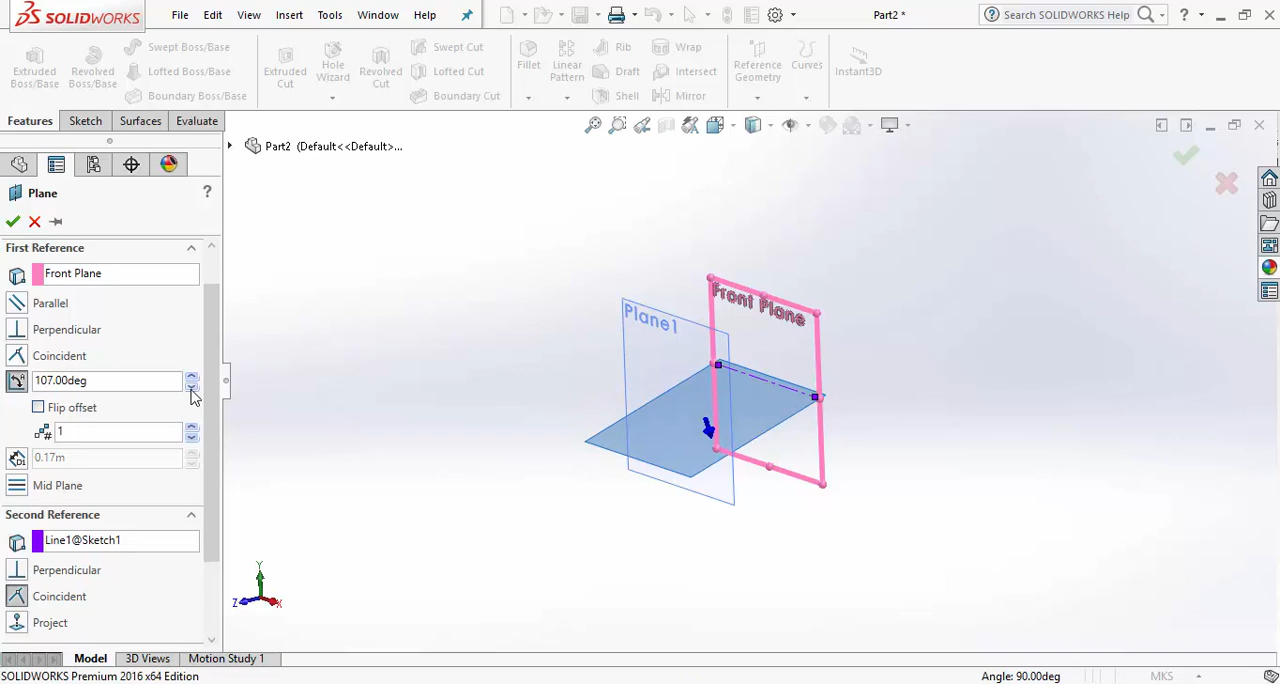 SOLIDWORKS File Edit View Insert Tools Window Help Part2 * Search SOLIDWORKS Help ?
Extruded Boss/Base
Revolved Boss/Base
Swept Boss/Base
Lofted Boss/Base
Boundary Boss/Base
Extruded Cut
Hole Wizard
Revolved Cut
Swept Cut
Lofted Cut
Boundary Cut
Fillet
Linear Pattern
Rib
Draft
Shell
Wrap
Intersect
Mirror
Reference Geometry
Curves
Instant3D
Features Sketch Surfaces Evaluate
Part2 (Default<<Default>...
Plane ?
First Reference
Front Plane
Parallel
Perpendicular
Coincident
107.00deg
Flip offset
1
0.17m
Mid Plane
Second Reference
Line1@Sketch1
Perpendicular
Coincident
Project
Front Plane
Plane1
Y
Z X
Model 3D Views Motion Study 1
SOLIDWORKS Premium 2016 x64 Edition Angle: 90.00deg MKS